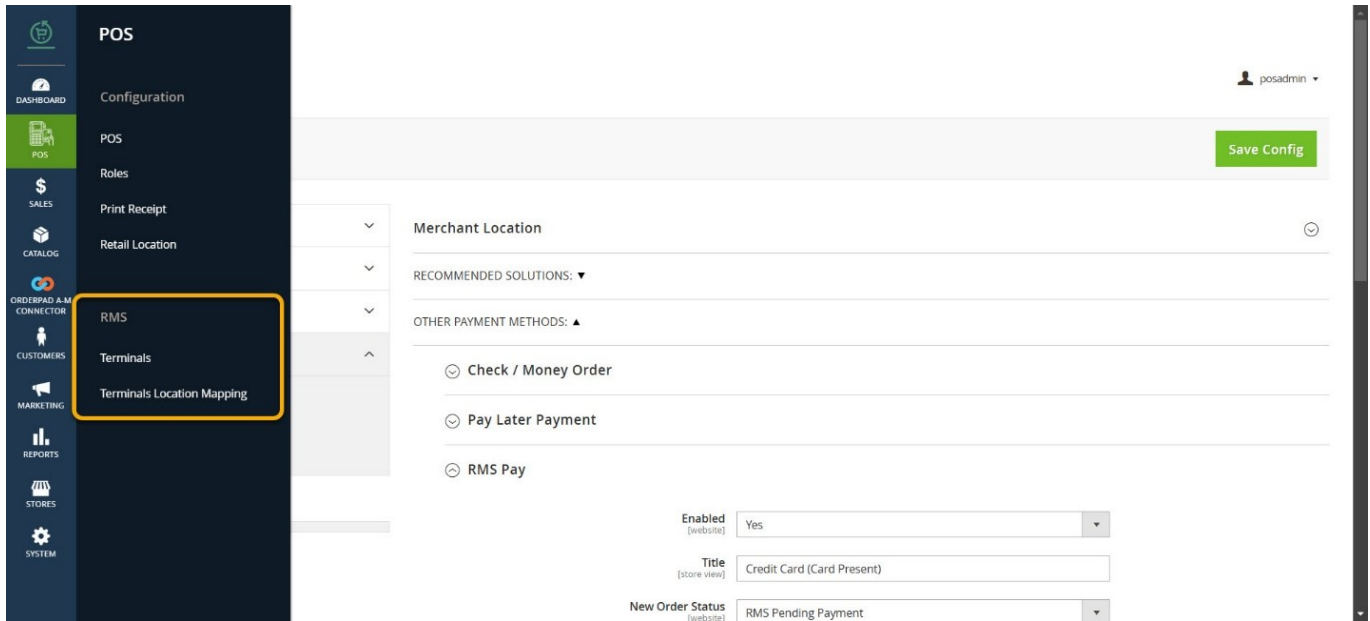 DASHBOARD
POS
SALES
CATALOG
ORDERPAD A-M
CONNECTOR
CUSTOMERS
MARKETING
REPORTS
STORES
SYSTEM
POS
Configuration
POS
Roles
Print Receipt
Retail Location
RMS
Terminals
Terminals Location Mapping
posadmin
Save Config
Merchant Location
RECOMMENDED SOLUTIONS: ▼
OTHER PAYMENT METHODS: ▲
Check / Money Order
Pay Later Payment
RMS Pay
Enabled
[website]
Yes
Title
[store view]
Credit Card (Card Present)
New Order Status
[website]
RMS Pending Payment